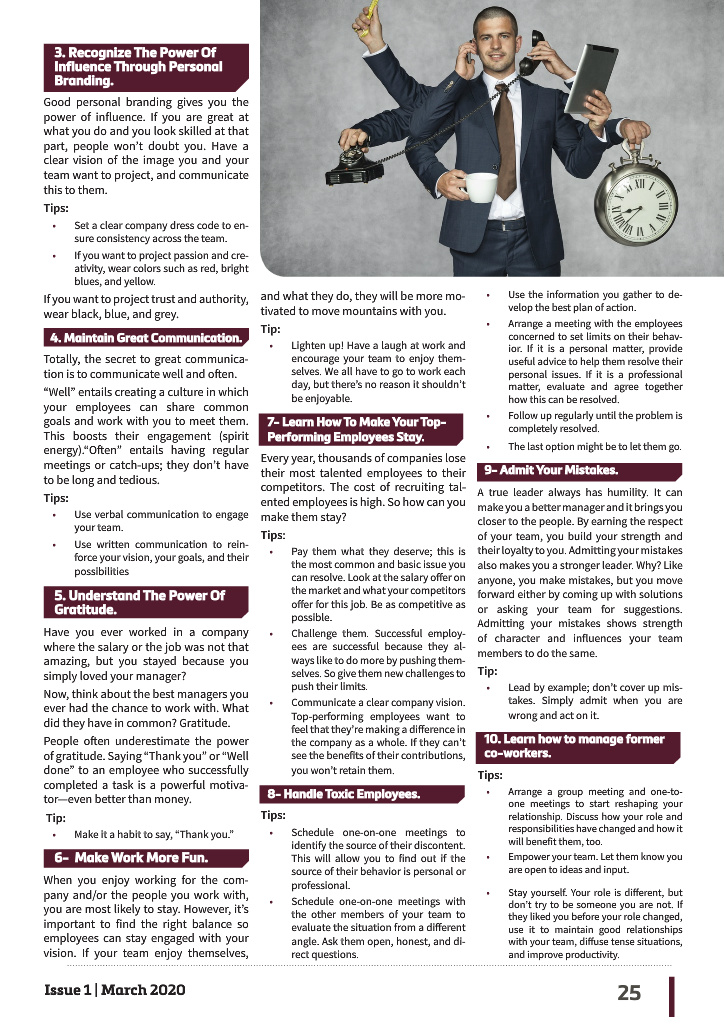 3. Recognize The Power Of
Influence Through Personal
Branding.
Good personal branding gives you the
power of influence. If you are great at
what you do and you look skilled at that
part, people won't doubt you. Have a
clear vision of the image you and your
team want to project, and communicate
this to them.
Tips:
• Set a clear company dress code to en-
sure consistency across the team.
• If you want to project passion and cre-
ativity, wear colors such as red, bright
blues, and yellow.
If you want to project trust and authority,
wear black, blue, and grey.
4. Maintain Great Communication.
Totally, the secret to great communica-
tion is to communicate well and often.
“Well” entails creating a culture in which
your employees can share common
goals and work with you to meet them.
This boosts their engagement (spirit
energy).“Often” entails having regular
meetings or catch-ups; they don't have
to be long and tedious.
Tips:
• Use verbal communication to engage
your team.
• Use written communication to rein-
force your vision, your goals, and their
possibilities
5. Understand The Power Of
Gratitude.
Have you ever worked in a company
where the salary or the job was not that
amazing, but you stayed because you
simply loved your manager?
Now, think about the best managers you
ever had the chance to work with. What
did they have in common? Gratitude.
People often underestimate the power
of gratitude. Saying “Thank you” or “Well
done” to an employee who successfully
completed a task is a powerful motiva-
tor—even better than money.
Tip:
• Make it a habit to say, “Thank you.”
6- Make Work More Fun.
When you enjoy working for the com-
pany and/or the people you work with,
you are most likely to stay. However, it's
important to find the right balance so
employees can stay engaged with your
vision. If your team enjoy themselves,
and what they do, they will be more mo-
tivated to move mountains with you.
Tip:
• Lighten up! Have a laugh at work and
encourage your team to enjoy them-
selves. We all have to go to work each
day, but there's no reason it shouldn't
be enjoyable.
7- Learn How To Make Your Top-
Performing Employees Stay.
Every year, thousands of companies lose
their most talented employees to their
competitors. The cost of recruiting tal-
ented employees is high. So how can you
make them stay?
Tips:
• Pay them what they deserve; this is
the most common and basic issue you
can resolve. Look at the salary offer on
the market and what your competitors
offer for this job. Be as competitive as
possible.
• Challenge them. Successful employ-
ees are successful because they al-
ways like to do more by pushing them-
selves. So give them new challenges to
push their limits.
• Communicate a clear company vision.
Top-performing employees want to
feel that they're making a difference in
the company as a whole. If they can't
see the benefits of their contributions,
you won't retain them.
8- Handle Toxic Employees.
Tips:
• Schedule one-on-one meetings to
identify the source of their discontent.
This will allow you to find out if the
source of their behavior is personal or
professional.
• Schedule one-on-one meetings with
the other members of your team to
evaluate the situation from a different
angle. Ask them open, honest, and di-
rect questions.
• Use the information you gather to de-
velop the best plan of action.
• Arrange a meeting with the employees
concerned to set limits on their behav-
ior. If it is a personal matter, provide
useful advice to help them resolve their
personal issues. If it is a professional
matter, evaluate and agree together
how this can be resolved.
• Follow up regularly until the problem is
completely resolved.
• The last option might be to let them go.
9- Admit Your Mistakes.
A true leader always has humility. It can
make you a better manager and it brings you
closer to the people. By earning the respect
of your team, you build your strength and
their loyalty to you. Admitting your mistakes
also makes you a stronger leader. Why? Like
anyone, you make mistakes, but you move
forward either by coming up with solutions
or asking your team for suggestions.
Admitting your mistakes shows strength
of character and influences your team
members to do the same.
Tip:
• Lead by example; don't cover up mis-
takes. Simply admit when you are
wrong and act on it.
10. Learn how to manage former
co-workers.
Tips:
• Arrange a group meeting and one-to-
one meetings to start reshaping your
relationship. Discuss how your role and
responsibilities have changed and how it
will benefit them, too.
• Empower your team. Let them know you
are open to ideas and input.
• Stay yourself. Your role is different, but
don't try to be someone you are not. If
they liked you before your role changed,
use it to maintain good relationships
with your team, diffuse tense situations,
and improve productivity.
Issue 1 | March 2020
25